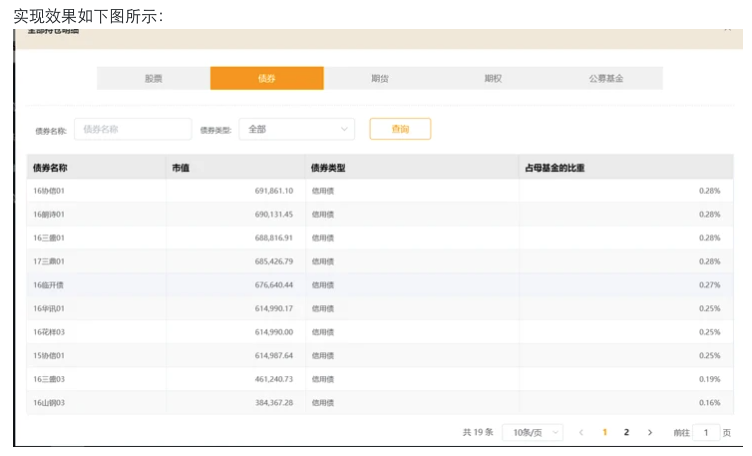 实现效果如下图所示：
全部持仓明细
股票 债券 期货 期权 公募基金
债券名称: 债券名称 债券类型: 全部 查询
债券名称 市值 债券类型 占母基金的比重
16协信01 691,861.10 信用债 0.28%
16朗诗01 690,131.45 信用债 0.28%
16三盛01 688,816.91 信用债 0.28%
17三鼎01 685,426.79 信用债 0.28%
16临开债 676,640.44 信用债 0.27%
16华讯01 614,990.17 信用债 0.25%
16花样03 614,990.00 信用债 0.25%
15协信01 614,987.64 信用债 0.25%
16三盛03 461,240.73 信用债 0.19%
16山钢03 384,367.28 信用债 0.16%
共 19 条 10条/页 1 2 前往 1 页